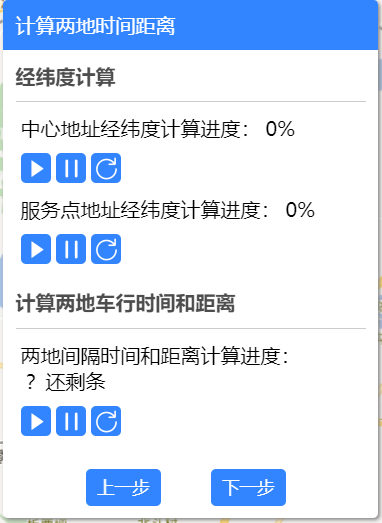 计算两地时间距离
经纬度计算
中心地址经纬度计算进度： 0%
服务点地址经纬度计算进度： 0%
计算两地车行时间和距离
两地间隔时间和距离计算进度：
？还剩条
上一步 下一步